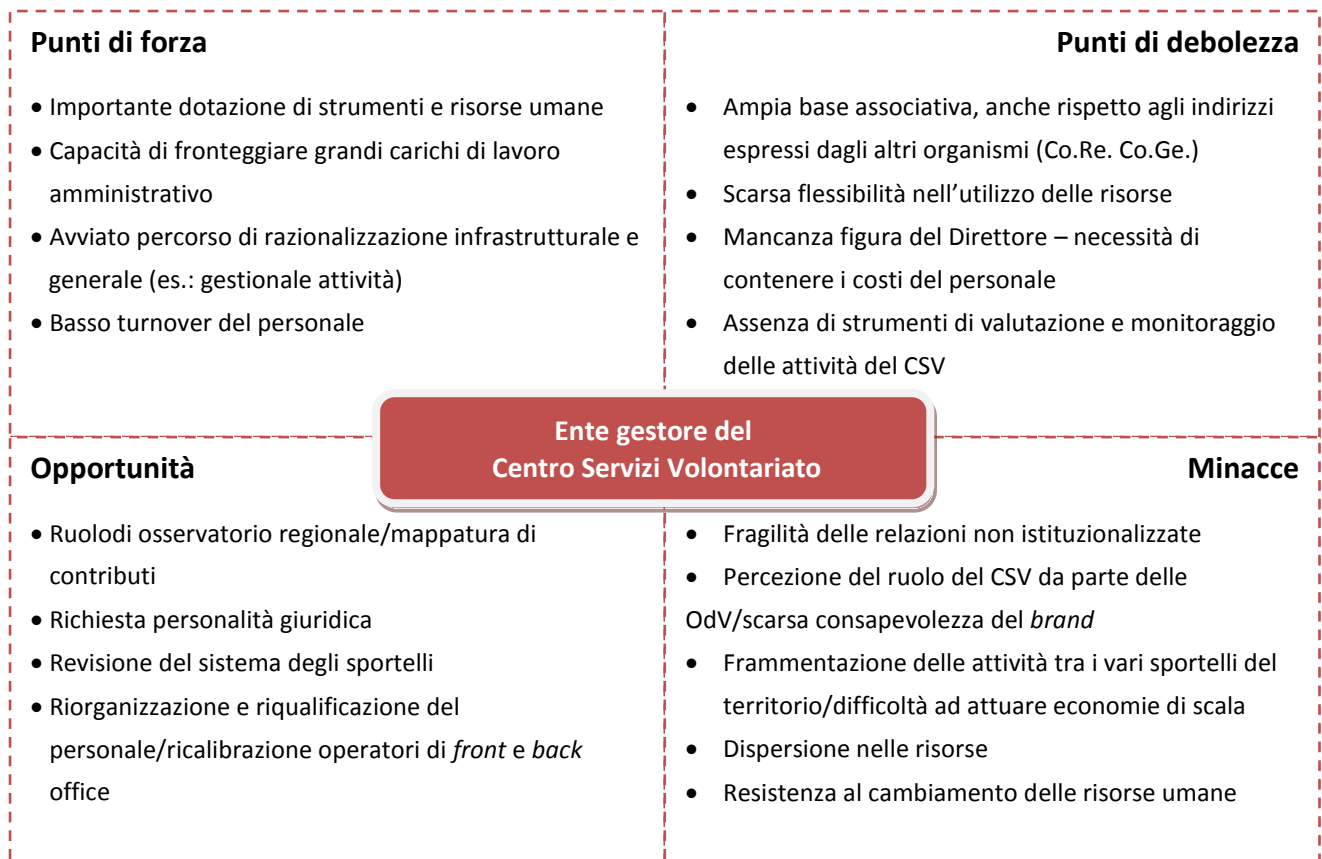 Punti di forza
• Importante dotazione di strumenti e risorse umane
• Capacità di fronteggiare grandi carichi di lavoro
amministrativo
• Avviato percorso di razionalizzazione infrastrutturale e
generale (es.: gestionale attività)
• Basso turnover del personale
Punti di debolezza
• Ampia base associativa, anche rispetto agli indirizzi
espressi dagli altri organismi (Co.Re. Co.Ge.)
• Scarsa flessibilità nell’utilizzo delle risorse
• Mancanza figura del Direttore – necessità di
contenere i costi del personale
• Assenza di strumenti di valutazione e monitoraggio
delle attività del CSV
Ente gestore del
Centro Servizi Volontariato
Opportunità
• Ruolodi osservatorio regionale/mappatura di
contributi
• Richiesta personalità giuridica
• Revisione del sistema degli sportelli
• Riorganizzazione e riqualificazione del
personale/ricalibrazione operatori di front e back
office
Minacce
• Fragilità delle relazioni non istituzionalizzate
• Percezione del ruolo del CSV da parte delle
OdV/scarsa consapevolezza del brand
• Frammentazione delle attività tra i vari sportelli del
territorio/difficoltà ad attuare economie di scala
• Dispersione nelle risorse
• Resistenza al cambiamento delle risorse umane